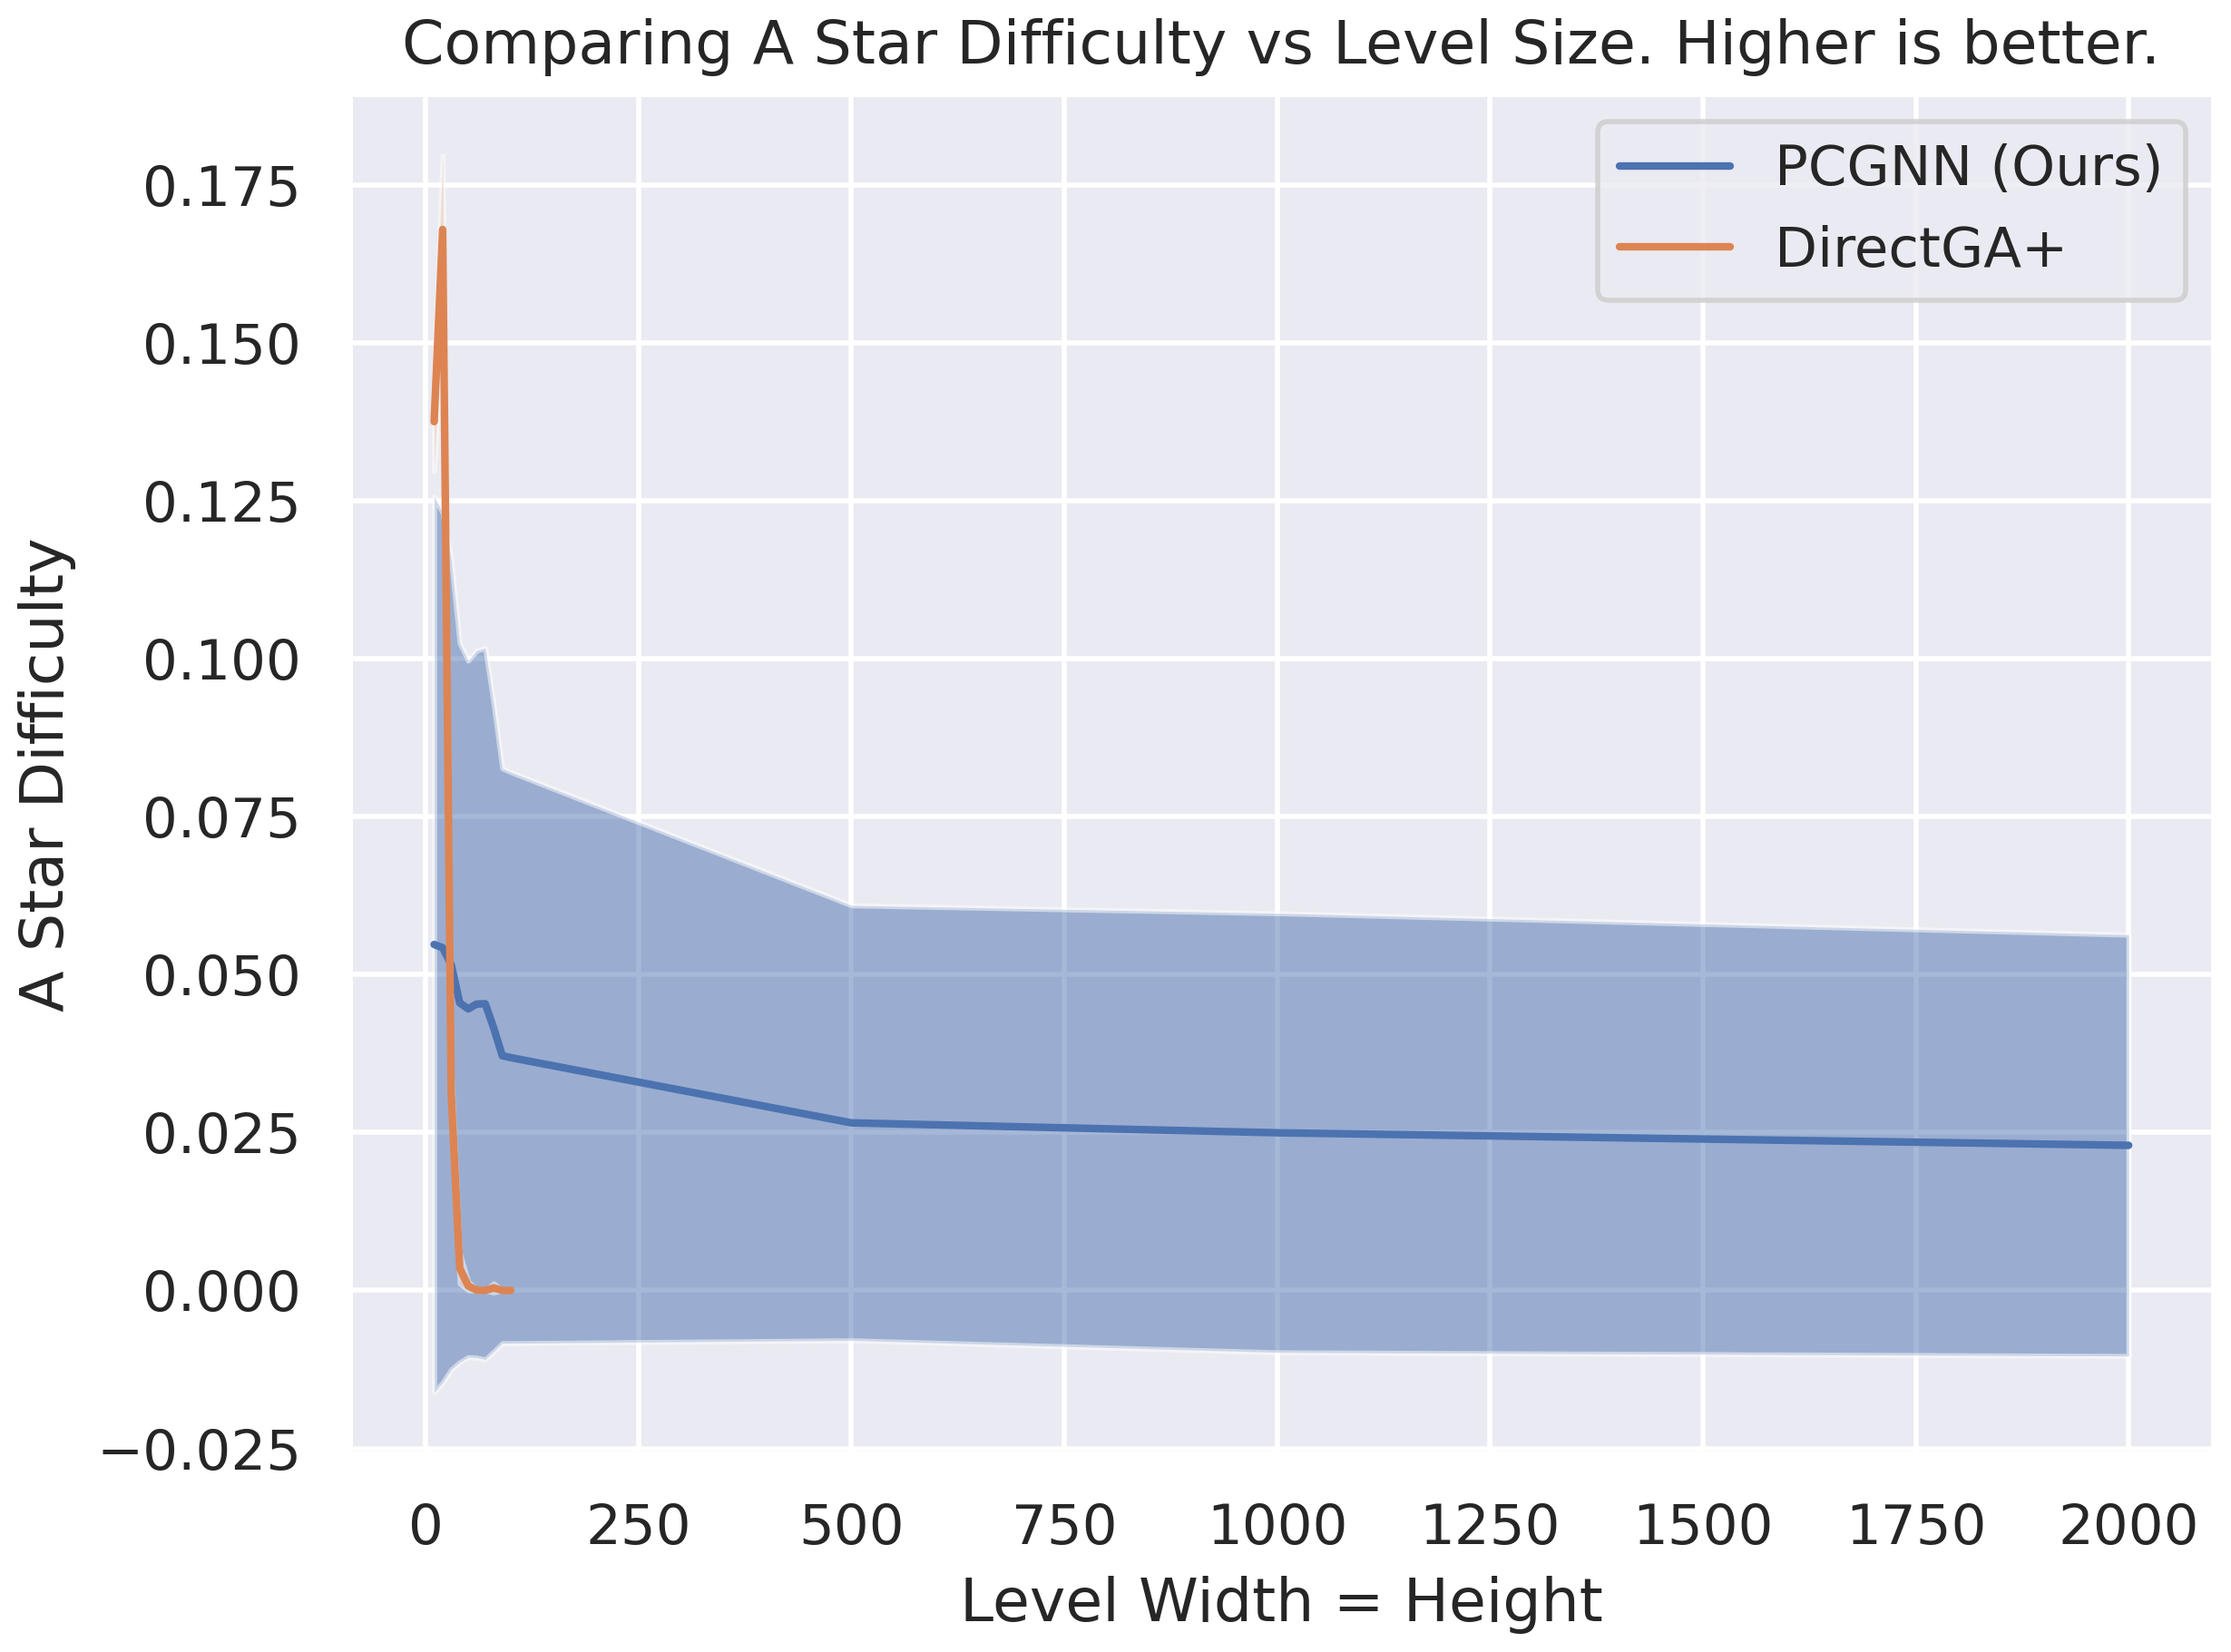 Comparing A Star Difficulty vs Level Size. Higher is better.
PCGNN (Ours)
DirectGA+
A Star Difficulty
0.175
0.150
0.125
0.100
0.075
0.050
0.025
0.000
−0.025
0 250 500 750 1000 1250 1500 1750 2000
Level Width = Height